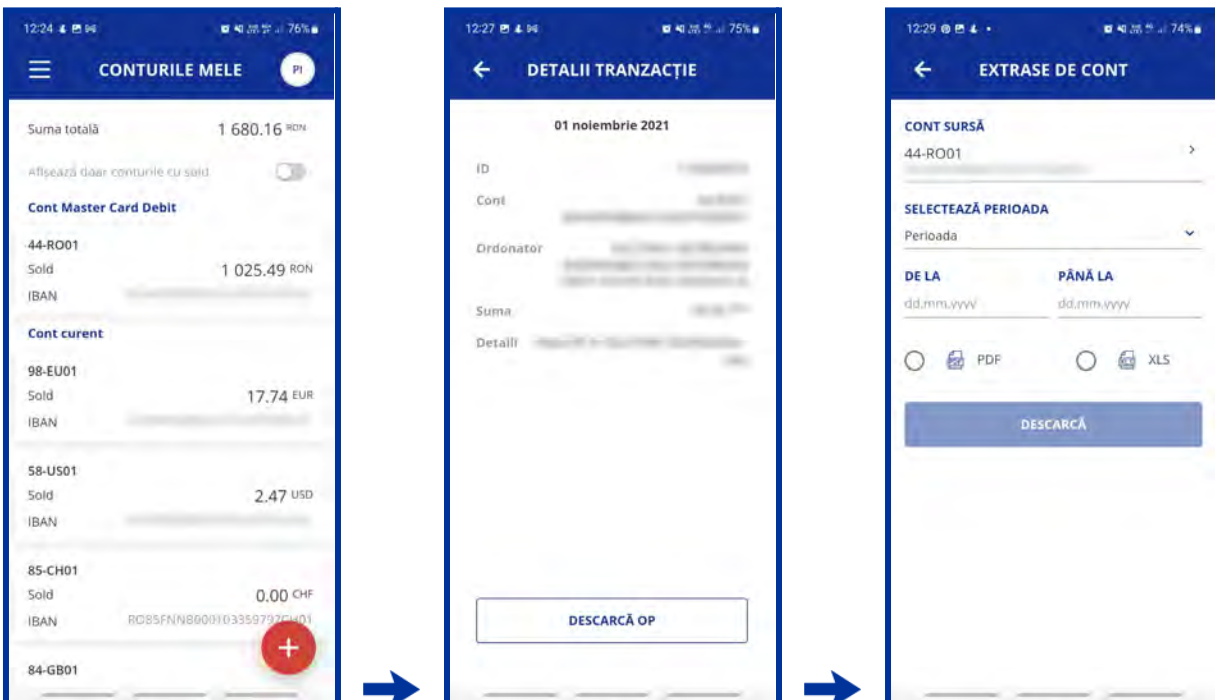 12:24 76%
CONTURILE MELE PI
Suma totală 1 680.16 RON
Afișează doar conturile cu sold
Cont Master Card Debit
44-RO01
Sold 1 025.49 RON
IBAN
Cont curent
98-EU01
Sold 17.74 EUR
IBAN
58-US01
Sold 2.47 USD
IBAN
85-CH01
Sold 0.00 CHF
IBAN
84-GB01
12:27 75%
DETALII TRANZACȚIE
01 noiembrie 2021
ID
Cont
Ordonator
Suma
Detalii
DESCARCĂ OP
12:29 74%
EXTRASE DE CONT
CONT SURSĂ
44-RO01
SELECTEAZĂ PERIOADA
Perioada
DE LA PÂNĂ LA
dd.mm.yyyy dd.mm.yyyy
PDF XLS
DESCARCĂ